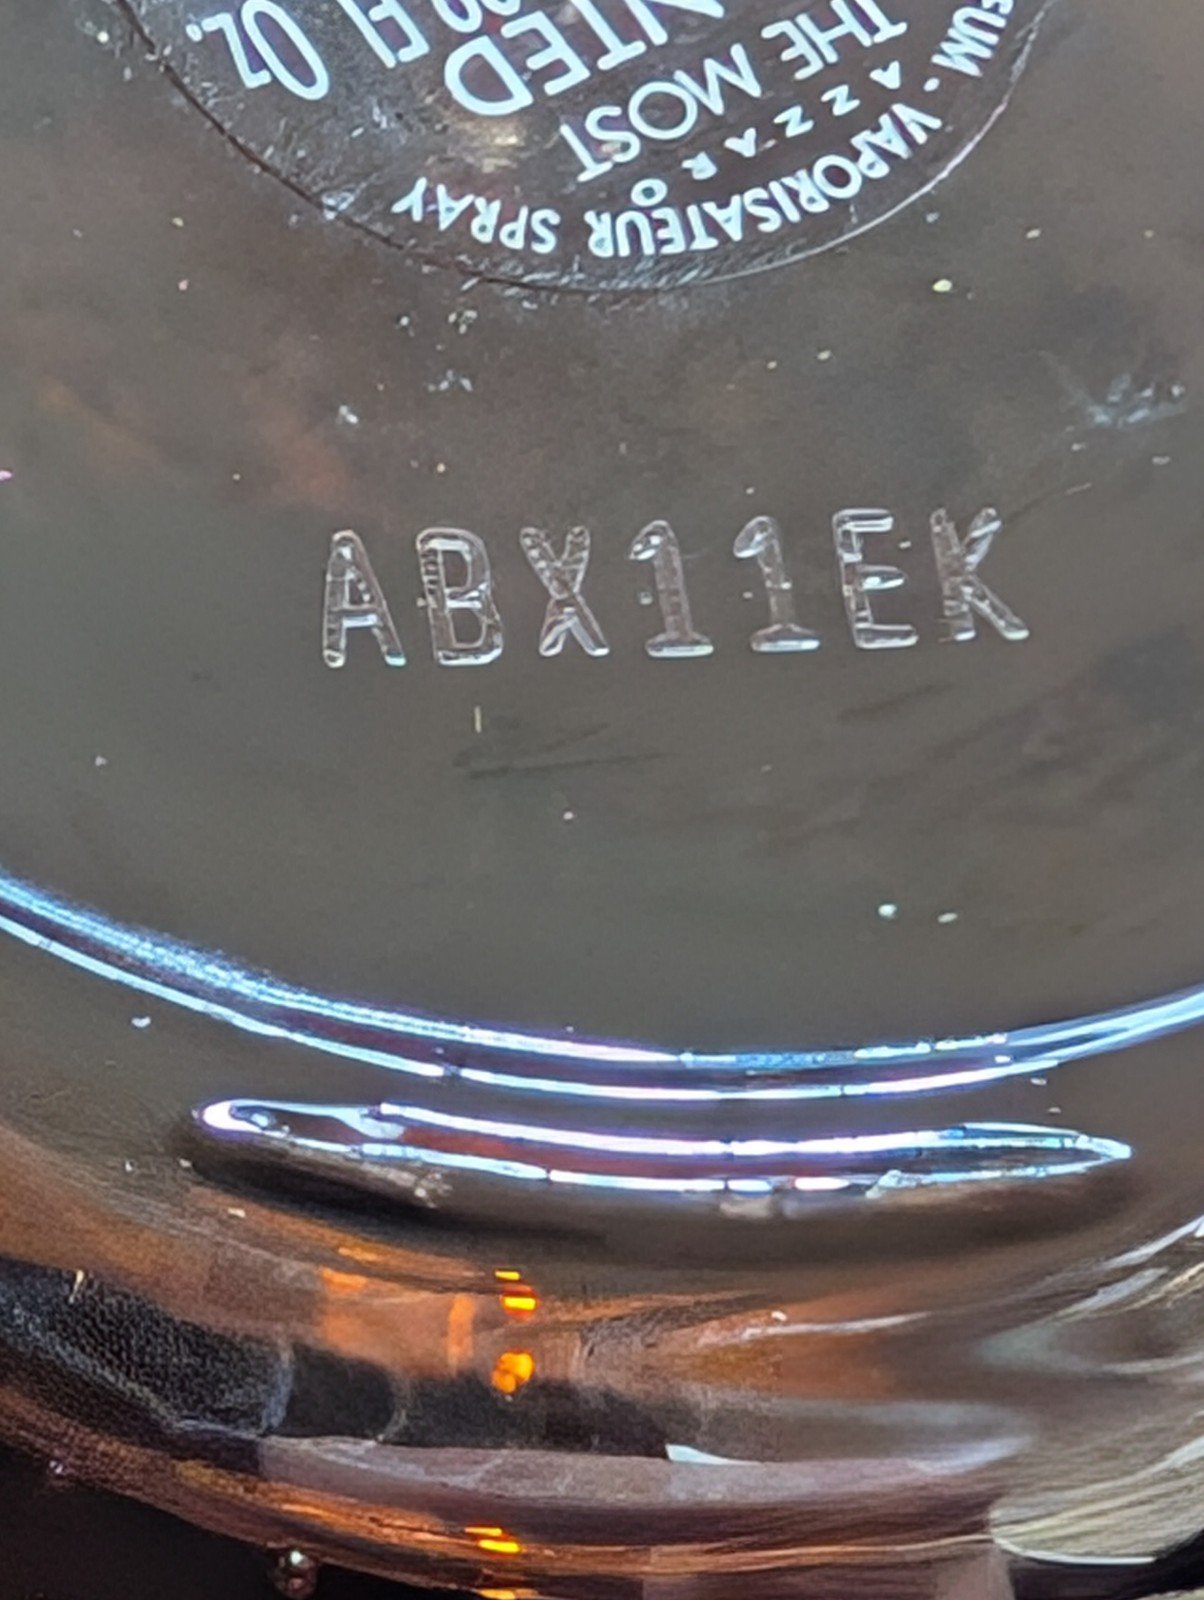 FL OZ.
THE MOST
AZZARO
VAPORISATEUR SPRAY
ABX11EK